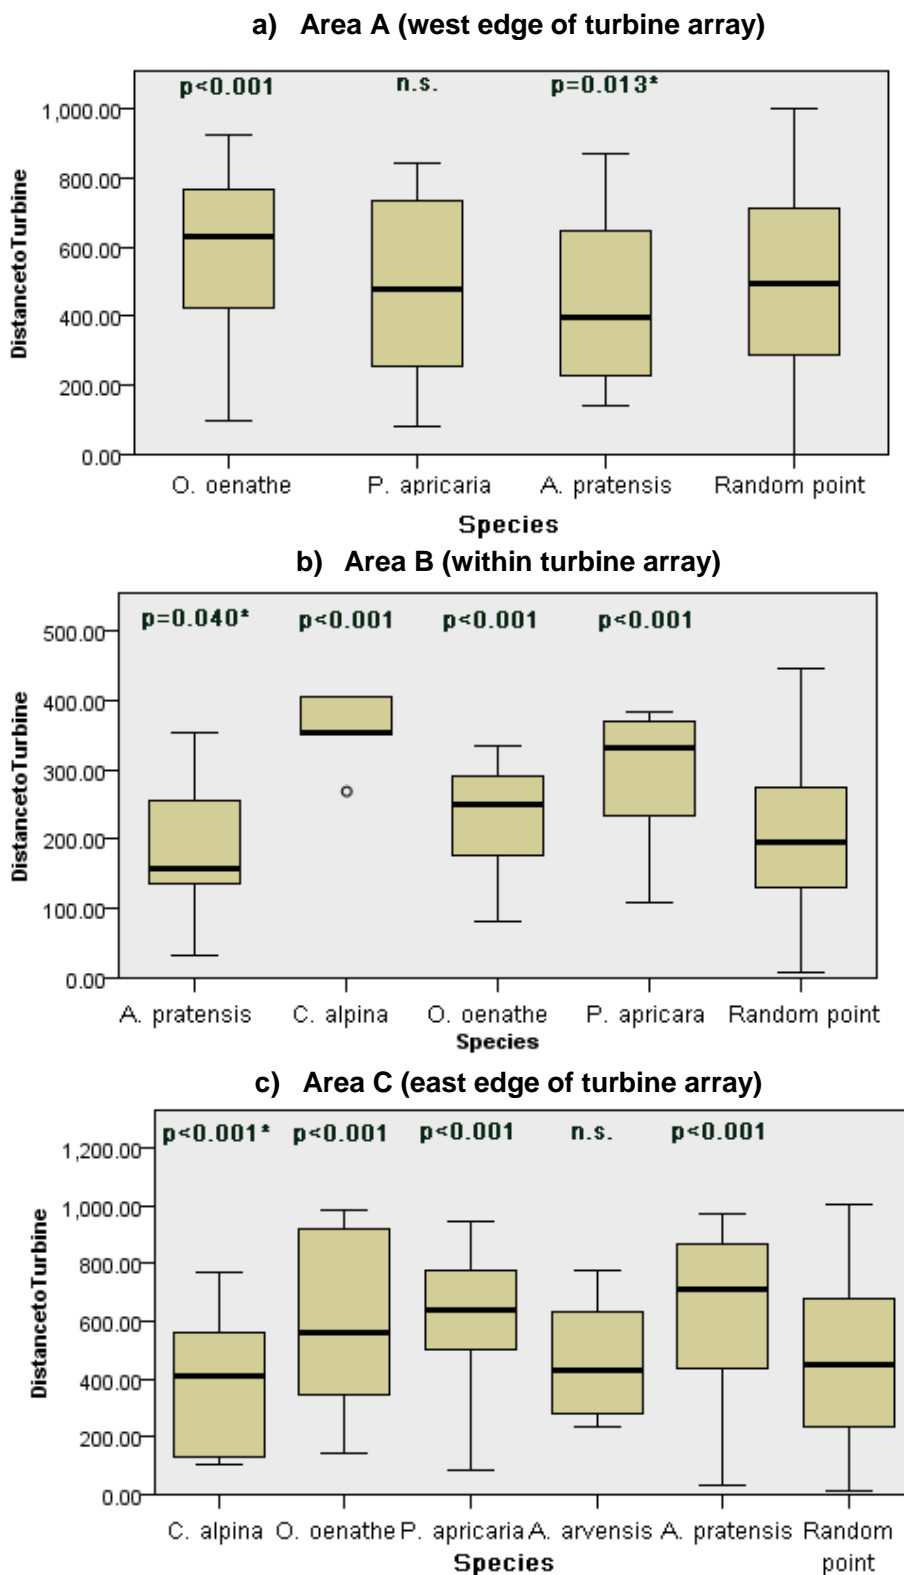 a) Area A (west edge of turbine array)
p<0.001 n.s. p=0.013*
1,000.00
800.00
600.00
400.00
200.00
0.00
DistancetoTurbine
O. oenathe P. apricaria A. pratensis Random point
Species
b) Area B (within turbine array)
p=0.040* p<0.001 p<0.001 p<0.001
500.00
400.00
300.00
200.00
100.00
0.00
DistancetoTurbine
A. pratensis C. alpina O. oenathe P. apricara Random point
Species
c) Area C (east edge of turbine array)
p<0.001* p<0.001 p<0.001 n.s. p<0.001
1,200.00
1,000.00
800.00
600.00
400.00
200.00
0.00
DistancetoTurbine
C. alpina O. oenathe P. apricaria A. arvensis A. pratensis Random
point
Species